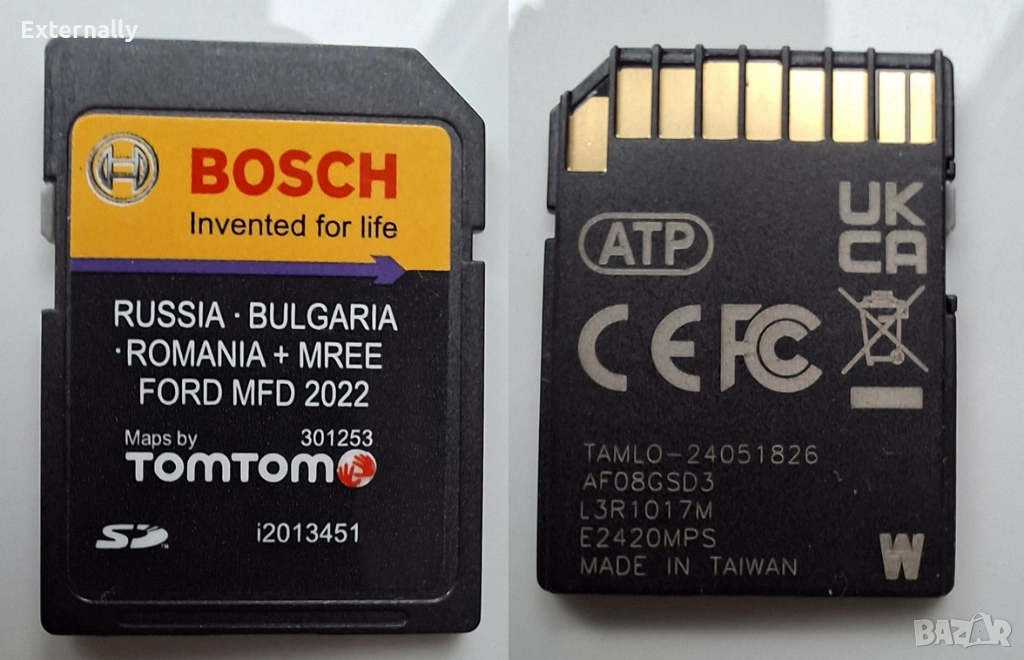 Externally
BOSCH
Invented for life
RUSSIA · BULGARIA
·ROMANIA + MREE
FORD MFD 2022
Maps by 301253
TOMTOM
SD
TM
i2013451
ATP
UK
CA
CE FC
TAMLO-24051826
AF08GSD3
L3R1017M
E2420MPS
MADE IN TAIWAN
W
BAZAR